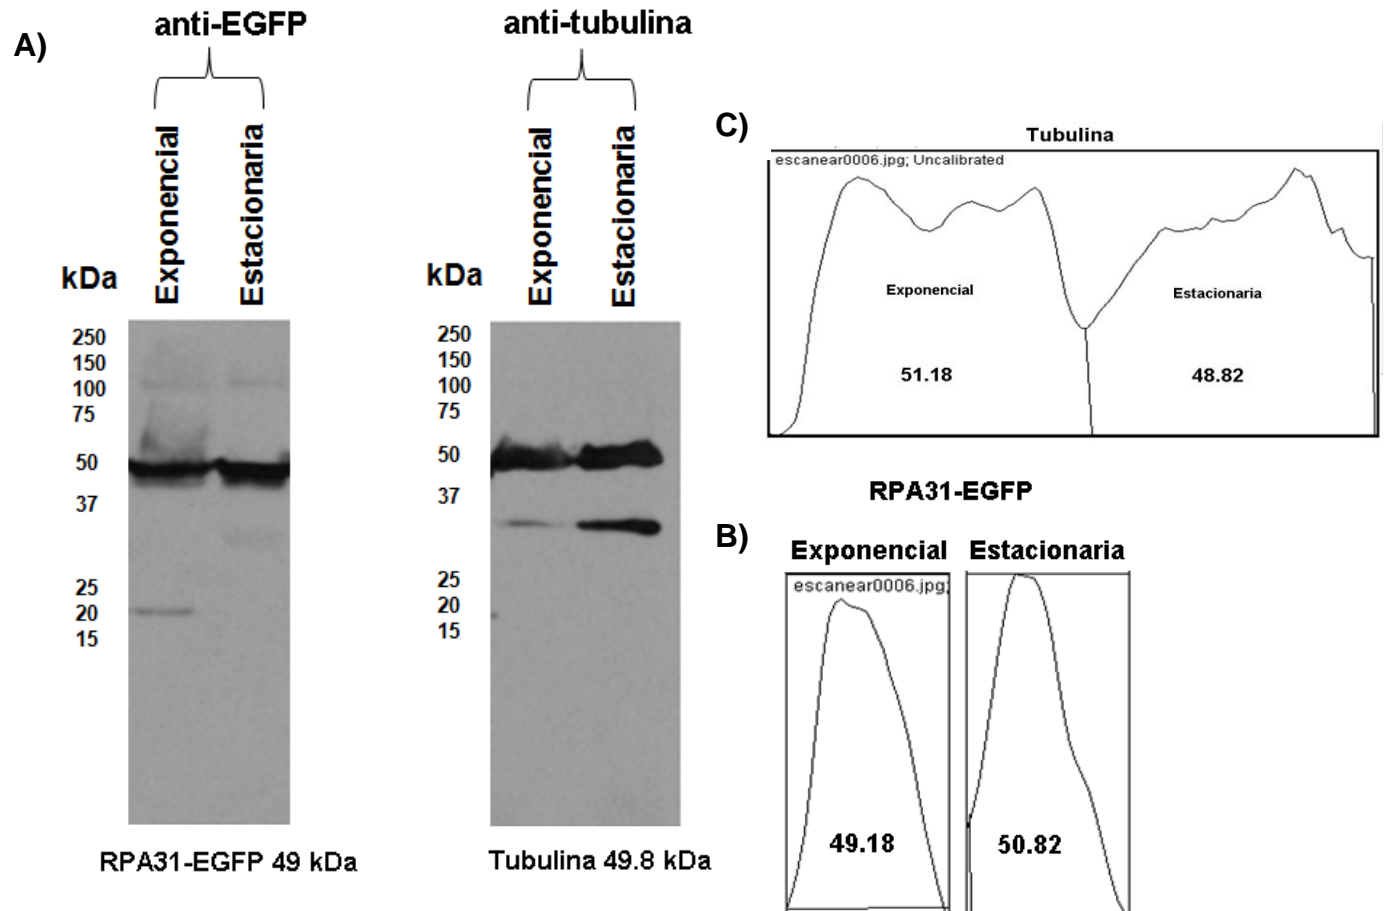 A)
anti-EGFP
Exponencial
Estacionaria
kDa
250
150
100
75
50
37
25
20
15
RPA31-EGFP 49 kDa
anti-tubulina
Exponencial
Estacionaria
kDa
250
150
100
75
50
37
25
20
15
Tubulina 49.8 kDa
C)
Tubulina
escanear0006.jpg; Uncalibrated
Exponencial
Estacionaria
51.18
48.82
RPA31-EGFP
B)
Exponencial
Estacionaria
escanear0006.jpg;
49.18
50.82